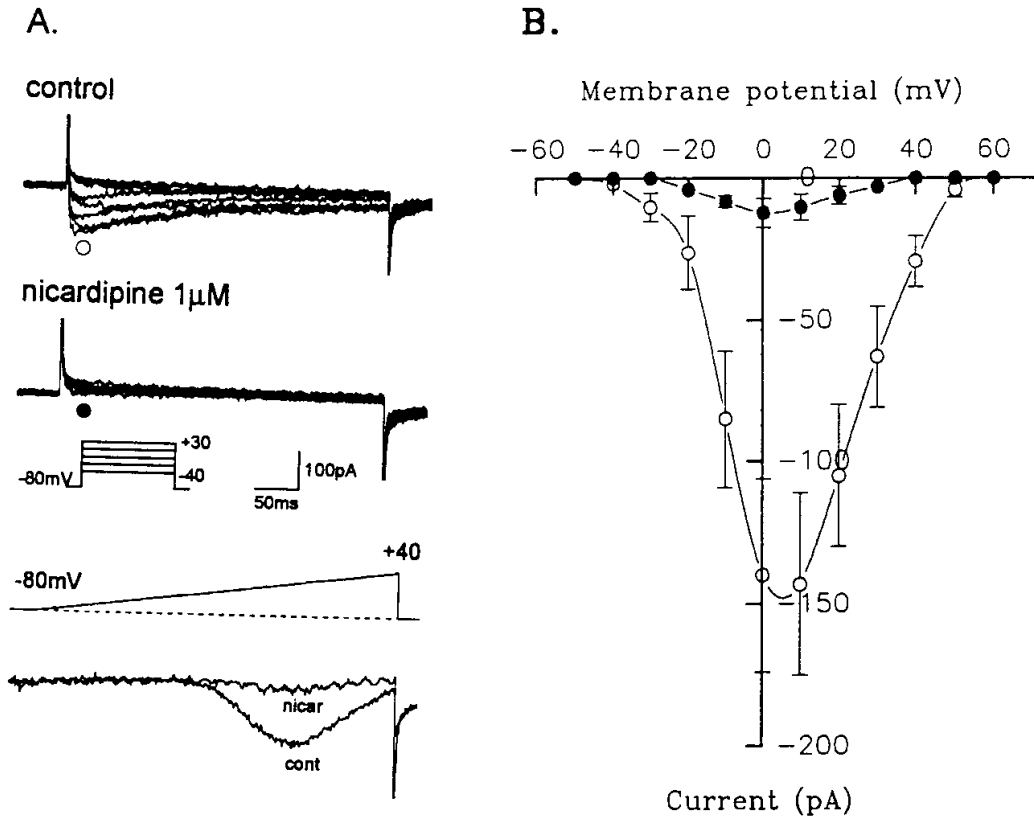 A.
control
nicardipine 1μM
+30
-40
-80mV
100pA
50ms
+40
-80mV
nicar
cont
B.
Membrane potential (mV)
-60 -40 -20 0 20 40 60
0
-50
-100
-150
-200
Current (pA)